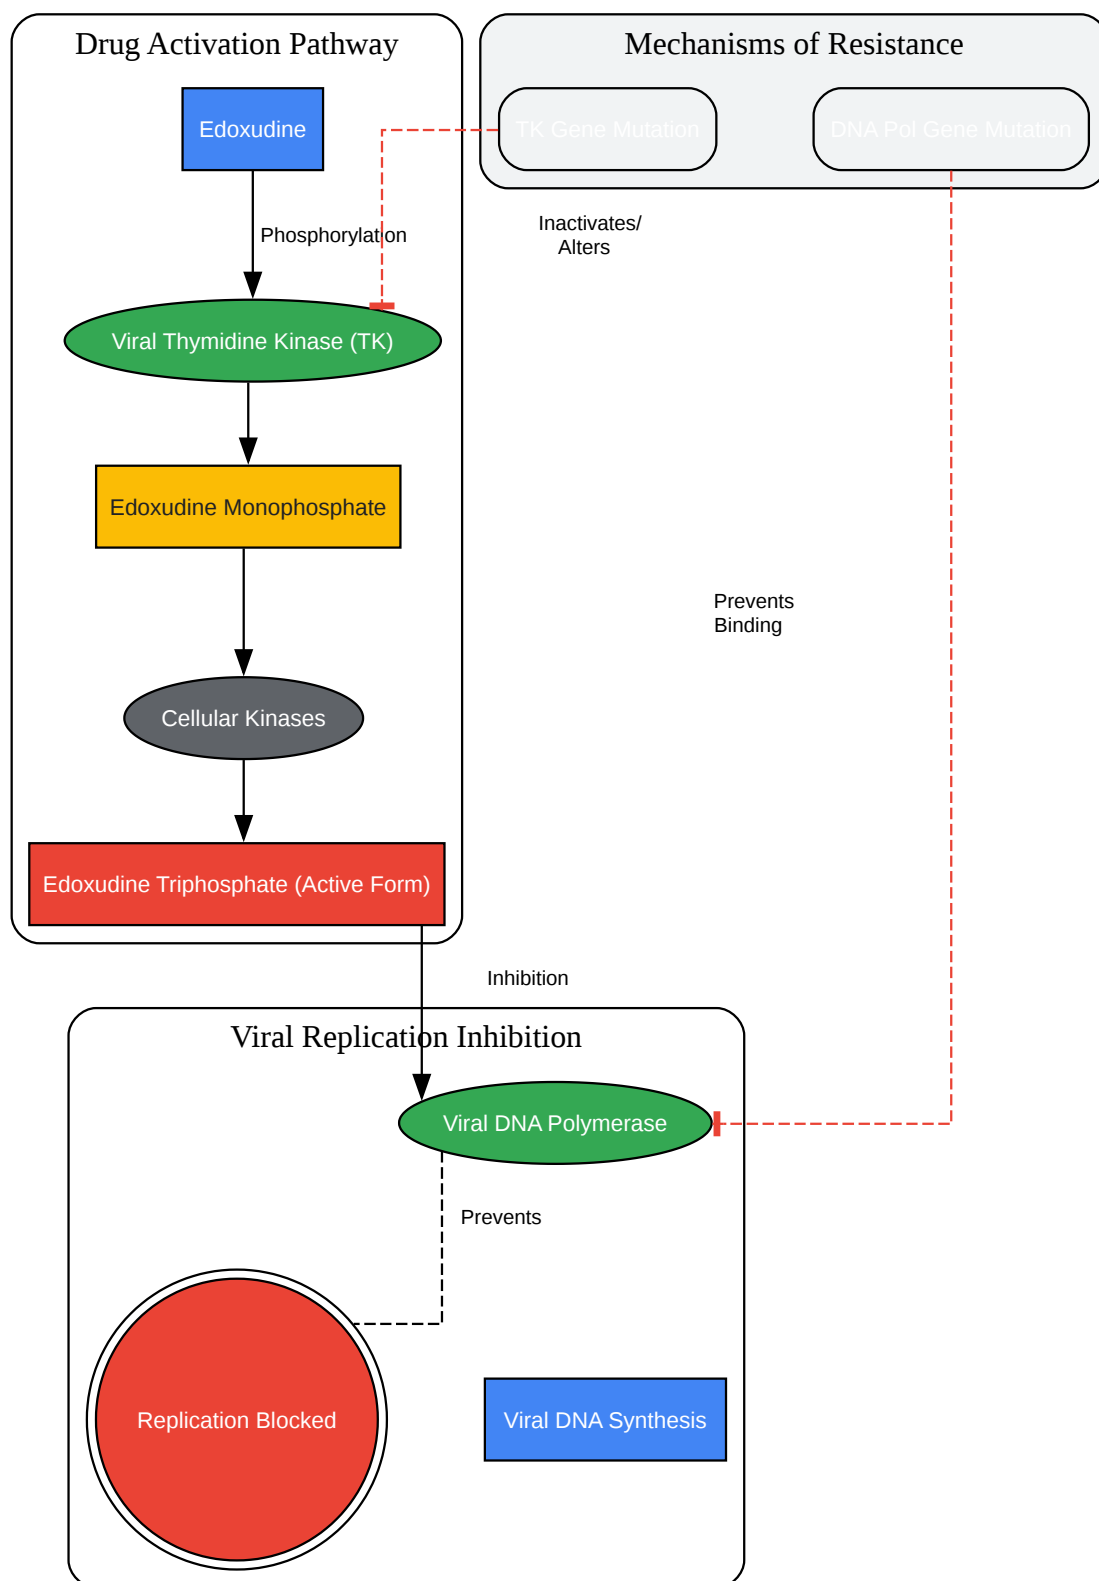 Drug Activation Pathway
Mechanisms of Resistance
Edoxudine
TK Gene Mutation
DNA Pol Gene Mutation
Phosphorylation
Inactivates/
Alters
Viral Thymidine Kinase (TK)
Edoxudine Monophosphate
Prevents
Binding
Cellular Kinases
Edoxudine Triphosphate (Active Form)
Inhibition
Viral Replication Inhibition
Viral DNA Polymerase
Prevents
Replication Blocked
Viral DNA Synthesis